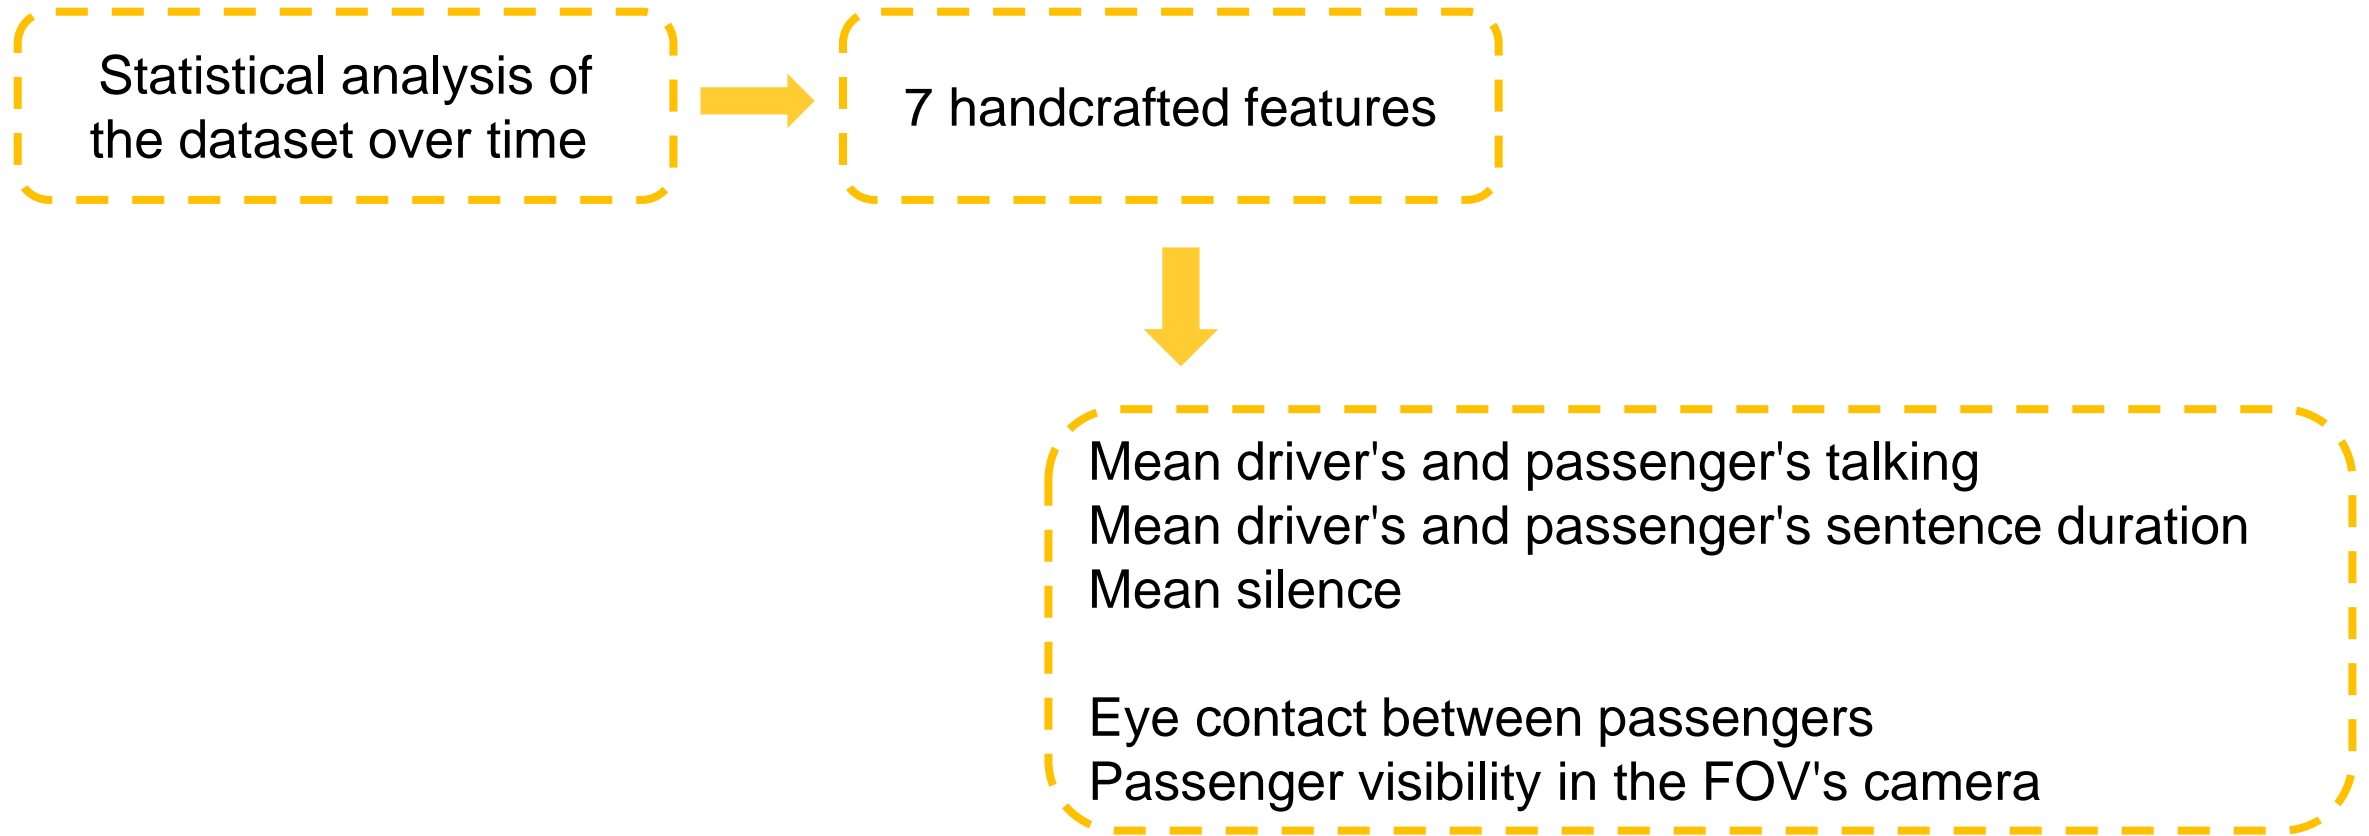 Statistical analysis of
the dataset over time
7 handcrafted features
Mean driver's and passenger's talking
Mean driver's and passenger's sentence duration
Mean silence
Eye contact between passengers
Passenger visibility in the FOV's camera